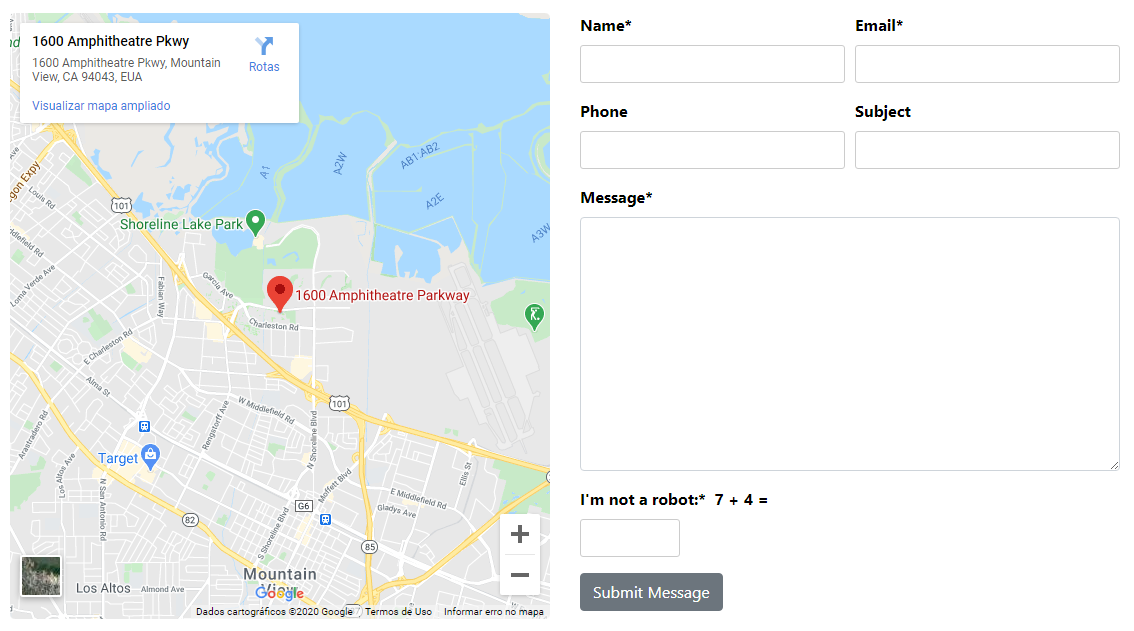 1600 Amphitheatre Pkwy
1600 Amphitheatre Pkwy, Mountain
View, CA 94043, EUA
Rotas
Visualizar mapa ampliado
A1
A2W
AB1:AB2
A2E
A3W
Oregon Expy
Louis Rd
Middlefield Rd
Loma Verde Ave
101
Shoreline Lake Park
Garcia Ave
Fabian Way
1600 Amphitheatre Parkway
Charleston Rd
E Charleston Rd
Alma St
W Middlefield Rd
101
Rengstorff Ave
N Shoreline Blvd
Arastradero Rd
Target
Los Altos Ave
N San Antonio Rd
Moffett Blvd
Ellis St
E Middlefield Rd
G6
Gladys Ave
S Shoreline Blvd
82
85
Mountain
View
Los Altos
Almond Ave
Google
Dados cartográficos ©2020 Google
Termos de Uso
Informar erro no mapa
Name*
Email*
Phone
Subject
Message*
I'm not a robot:* 7 + 4 =
Submit Message